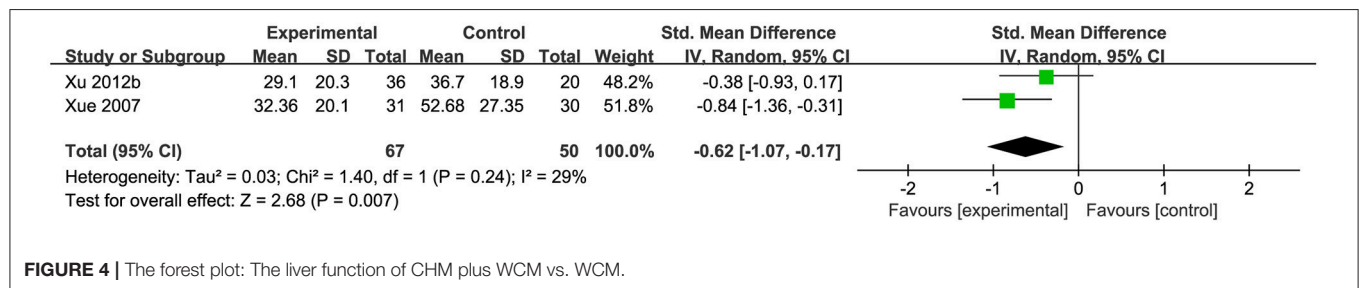 Experimental Control Std. Mean Difference Std. Mean Difference
Study or Subgroup Mean SD Total Mean SD Total Weight IV, Random, 95% CI IV, Random, 95% CI
Xu 2012b 29.1 20.3 36 36.7 18.9 20 48.2% -0.38 [-0.93, 0.17]
Xue 2007 32.36 20.1 31 52.68 27.35 30 51.8% -0.84 [-1.36, -0.31]
Total (95% CI) 67 50 100.0% -0.62 [-1.07, -0.17]
Heterogeneity: Tau² = 0.03; Chi² = 1.40, df = 1 (P = 0.24); I² = 29%
Test for overall effect: Z = 2.68 (P = 0.007)
-2 -1 0 1 2
Favours [experimental] Favours [control]
FIGURE 4 | The forest plot: The liver function of CHM plus WCM vs. WCM.